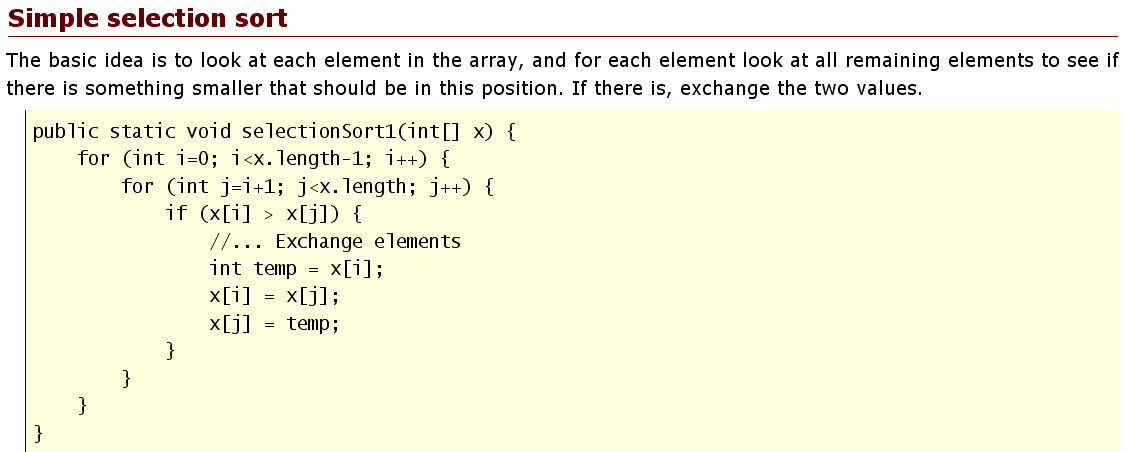 Simple selection sort
The basic idea is to look at each element in the array, and for each element look at all remaining elements to see if
there is something smaller that should be in this position. If there is, exchange the two values.
public static void selectionSort1(int[] x) {
    for (int i=0; i<x.length-1; i++) {
        for (int j=i+1; j<x.length; j++) {
            if (x[i] > x[j]) {
                //... Exchange elements
                int temp = x[i];
                x[i] = x[j];
                x[j] = temp;
            }
        }
    }
}